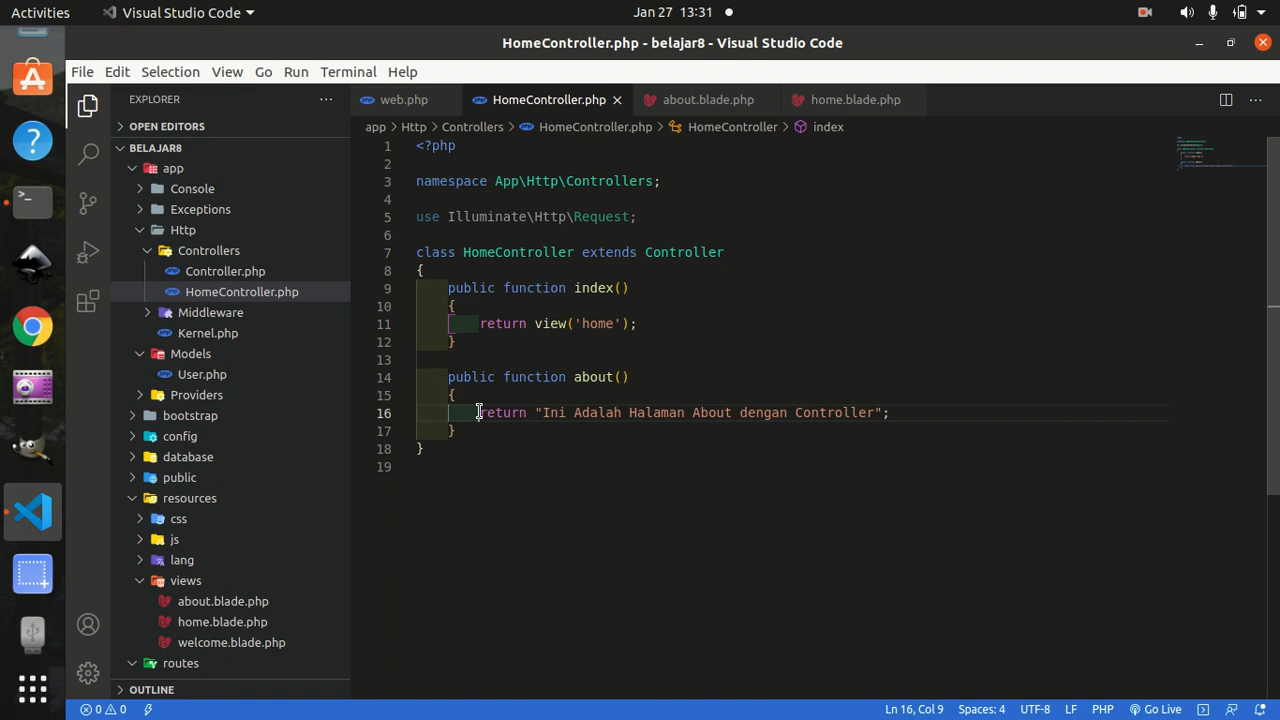 Activities
Visual Studio Code
Jan 27 13:31
HomeController.php - belajar8 - Visual Studio Code
File Edit Selection View Go Run Terminal Help
EXPLORER
OPEN EDITORS
BELAJAR8
app
Console
Exceptions
Http
Controllers
Controller.php
HomeController.php
Middleware
Kernel.php
Models
User.php
Providers
bootstrap
config
database
public
resources
css
js
lang
views
about.blade.php
home.blade.php
welcome.blade.php
routes
OUTLINE
web.php HomeController.php about.blade.php home.blade.php
app > Http > Controllers > HomeController.php > HomeController > index
1 <?php
2
3 namespace App\Http\Controllers;
4
5 use Illuminate\Http\Request;
6
7 class HomeController extends Controller
8 {
9 public function index()
10 {
11 return view('home');
12 }
13
14 public function about()
15 {
16 return "Ini Adalah Halaman About dengan Controller";
17 }
18 }
19
0 0 Ln 16, Col 9 Spaces: 4 UTF-8 LF PHP Go Live